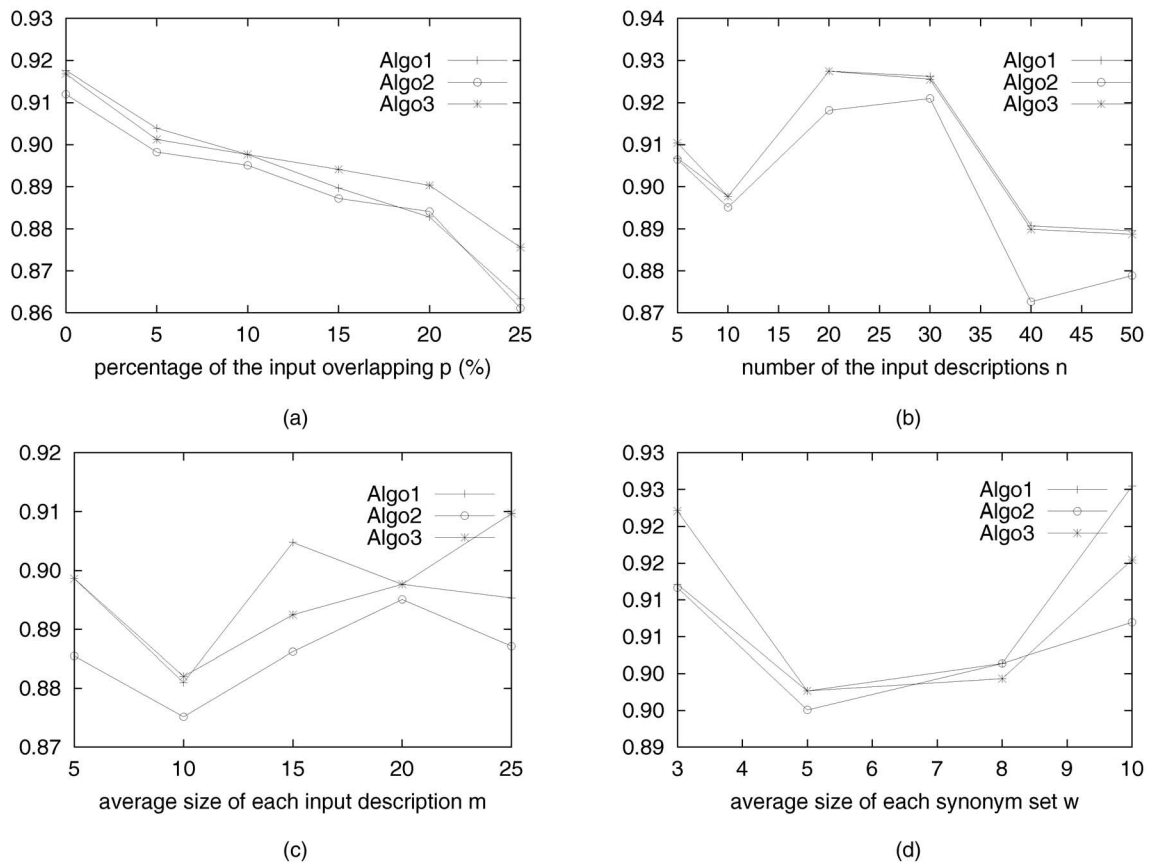 0.93
0.92
0.91
0.90
0.89
0.88
0.87
0.86
Algo1
Algo2
Algo3
0 5 10 15 20 25
percentage of the input overlapping p (%)
(a)
0.94
0.93
0.92
0.91
0.90
0.89
0.88
0.87
Algo1
Algo2
Algo3
5 10 15 20 25 30 35 40 45 50
number of the input descriptions n
(b)
0.92
0.91
0.90
0.89
0.88
0.87
Algo1
Algo2
Algo3
5 10 15 20 25
average size of each input description m
(c)
0.93
0.93
0.92
0.92
0.91
0.91
0.90
0.90
0.89
Algo1
Algo2
Algo3
3 4 5 6 7 8 9 10
average size of each synonym set w
(d)